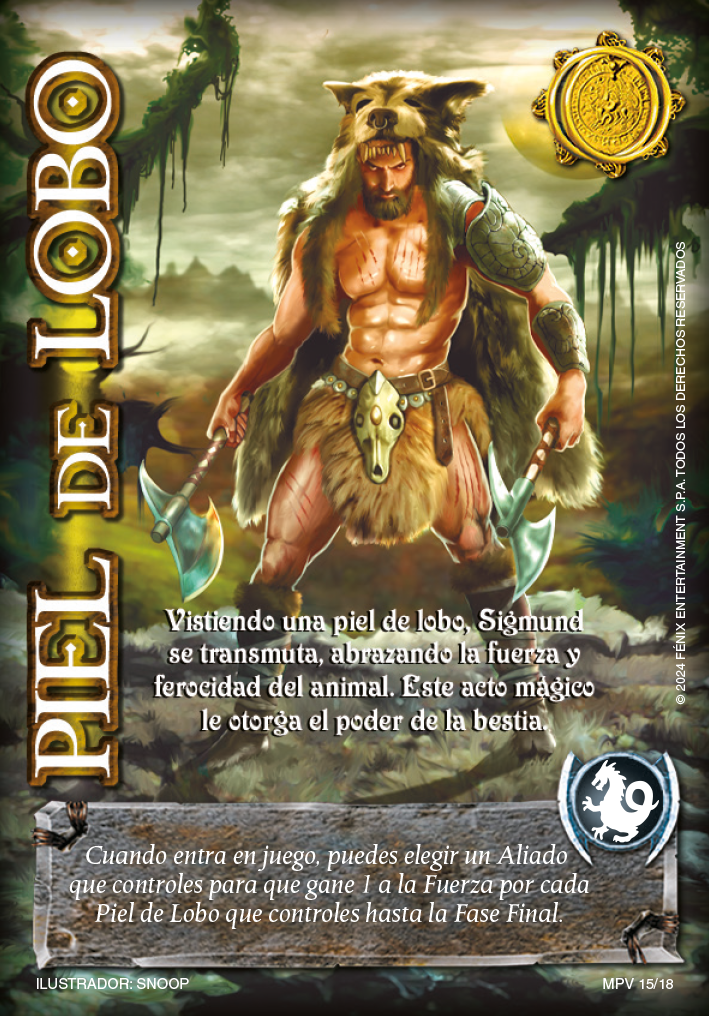 PIEL DE LOBO
© 2024 FÉNIX ENTERTAINMENT S.P.A. TODOS LOS DERECHOS RESERVADOS
Vistiendo una piel de lobo, Sigmund
se transmuta, abrazando la fuerza y
ferocidad del animal. Este acto mágico
le otorga el poder de la bestia.
Cuando entra en juego, puedes elegir un Aliado
que controles para que gane 1 a la Fuerza por cada
Piel de Lobo que controles hasta la Fase Final.
ILUSTRADOR: SNOOP
MPV 15/18